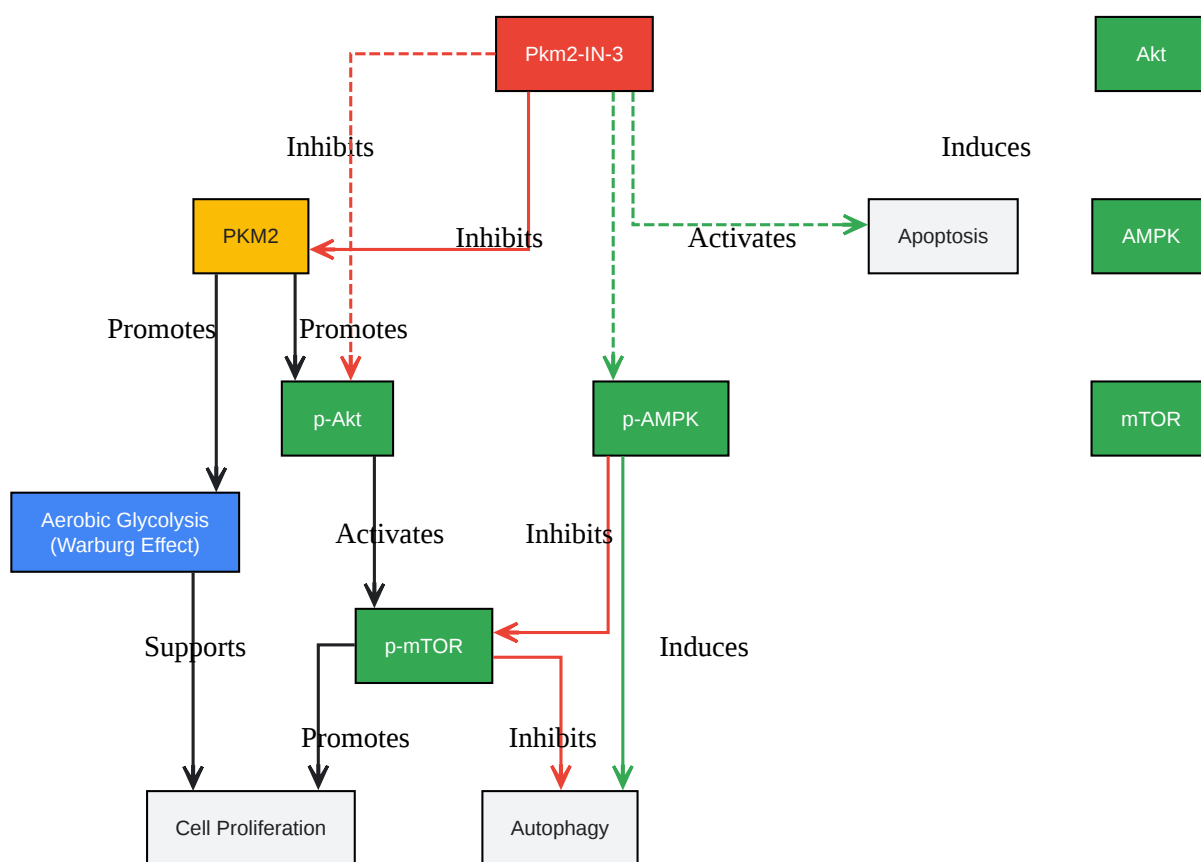 Pkm2-IN-3
Akt
Inhibits
Induces
PKM2
Inhibits
Activates
Apoptosis
AMPK
Promotes
Promotes
p-Akt
p-AMPK
mTOR
Aerobic Glycolysis
(Warburg Effect)
Activates
Inhibits
Supports
p-mTOR
Induces
Promotes
Inhibits
Cell Proliferation
Autophagy